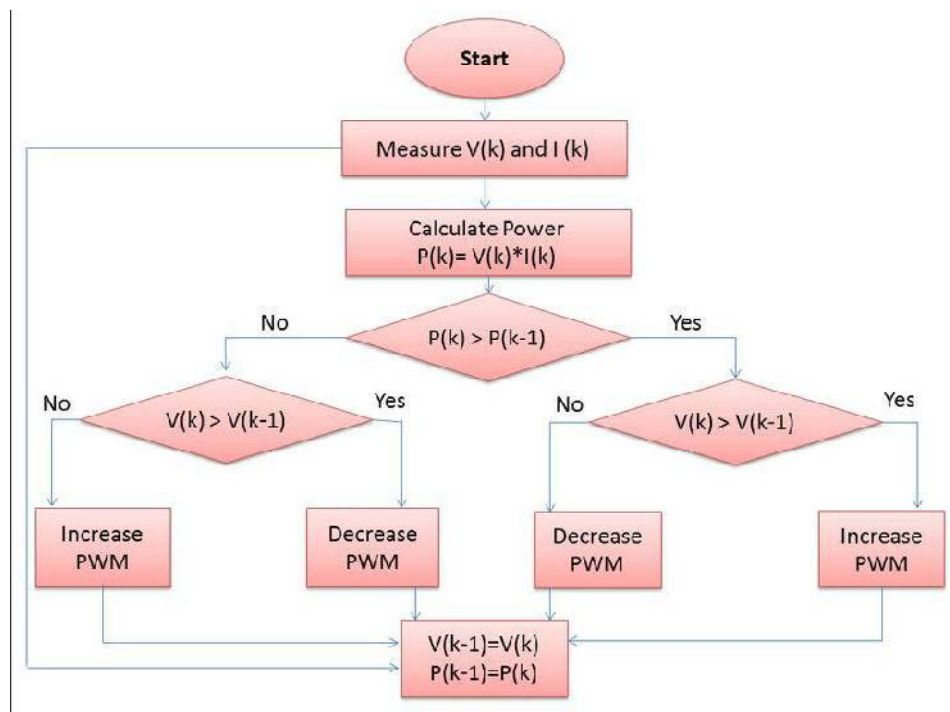 Start
Measure V(k) and I (k)
Calculate Power
P(k)= V(k)*I(k)
No
P(k) > P(k-1)
Yes
No
V(k) > V(k-1)
Yes
No
V(k) > V(k-1)
Yes
Increase
PWM
Decrease
PWM
Decrease
PWM
Increase
PWM
V(k-1)=V(k)
P(k-1)=P(k)